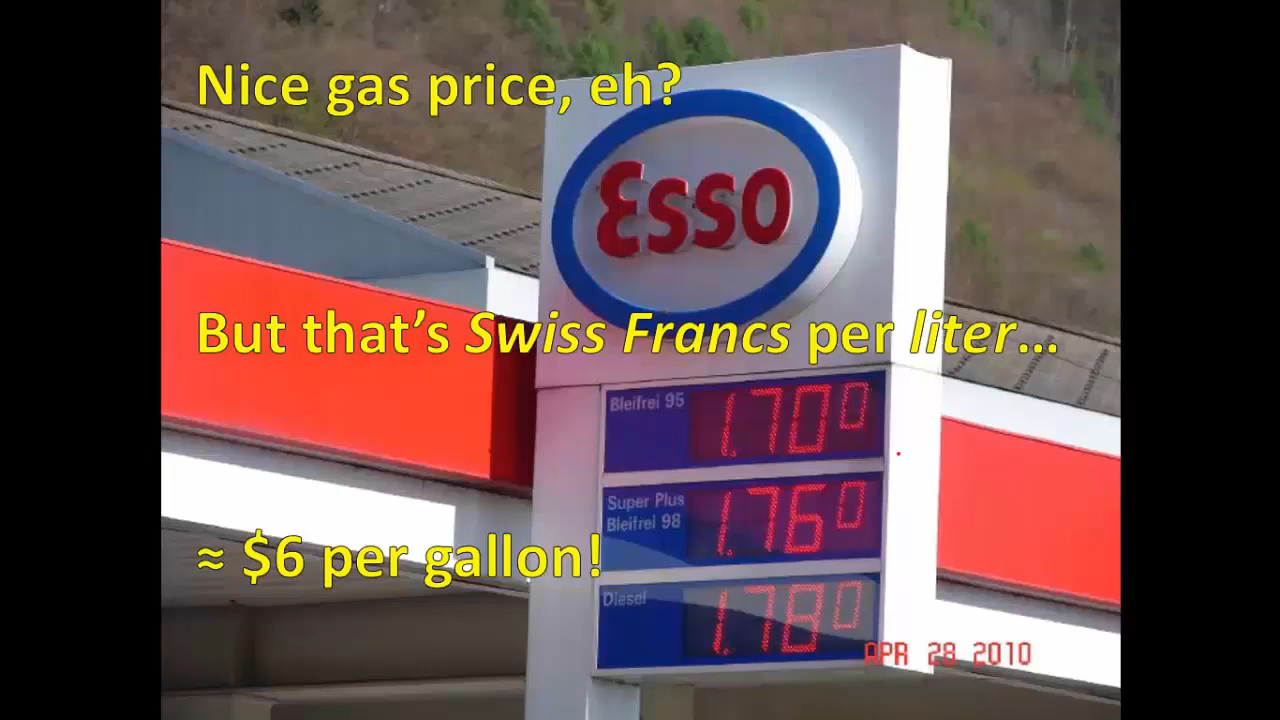 Nice gas price, eh?
Esso
But that’s Swiss Francs per liter…
Bleifrei 95
1.700
Super Plus
Bleifrei 98
1.760
≈ $6 per gallon!
Diesel
1.780
APR 28 2010